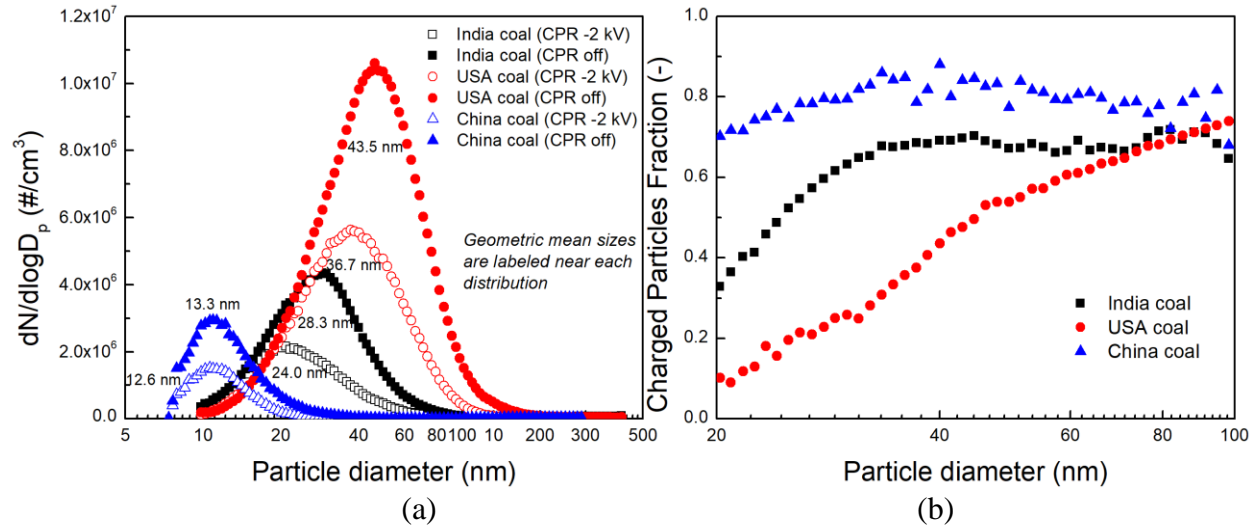 1.2x10⁷
1.0x10⁷
8.0x10⁶
6.0x10⁶
4.0x10⁶
2.0x10⁶
0.0
dN/dlogDₚ (#/cm³)
India coal (CPR -2 kV)
India coal (CPR off)
USA coal (CPR -2 kV)
USA coal (CPR off)
China coal (CPR -2 kV)
China coal (CPR off)
43.5 nm
Geometric mean sizes
are labeled near each
distribution
36.7 nm
13.3 nm
28.3 nm
12.6 nm
24.0 nm
5 10 20 40 60 80 100 10 200 300 500
Particle diameter (nm)
(a)
1.0
0.8
0.6
0.4
0.2
0.0
Charged Particles Fraction (-)
India coal
USA coal
China coal
20 40 60 80 100
Particle diameter (nm)
(b)